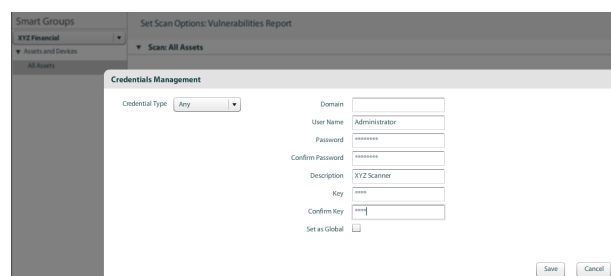 Smart Groups
Set Scan Options: Vulnerabilities Report
XYZ Financial
Assets and Devices
Scan: All Assets
All Assets
Credentials Management
Credential Type
Any
Domain
User Name
Administrator
Password
********
Confirm Password
********
Description
XYZ Scanner
Key
****
Confirm Key
****
Set as Global
Save
Cancel